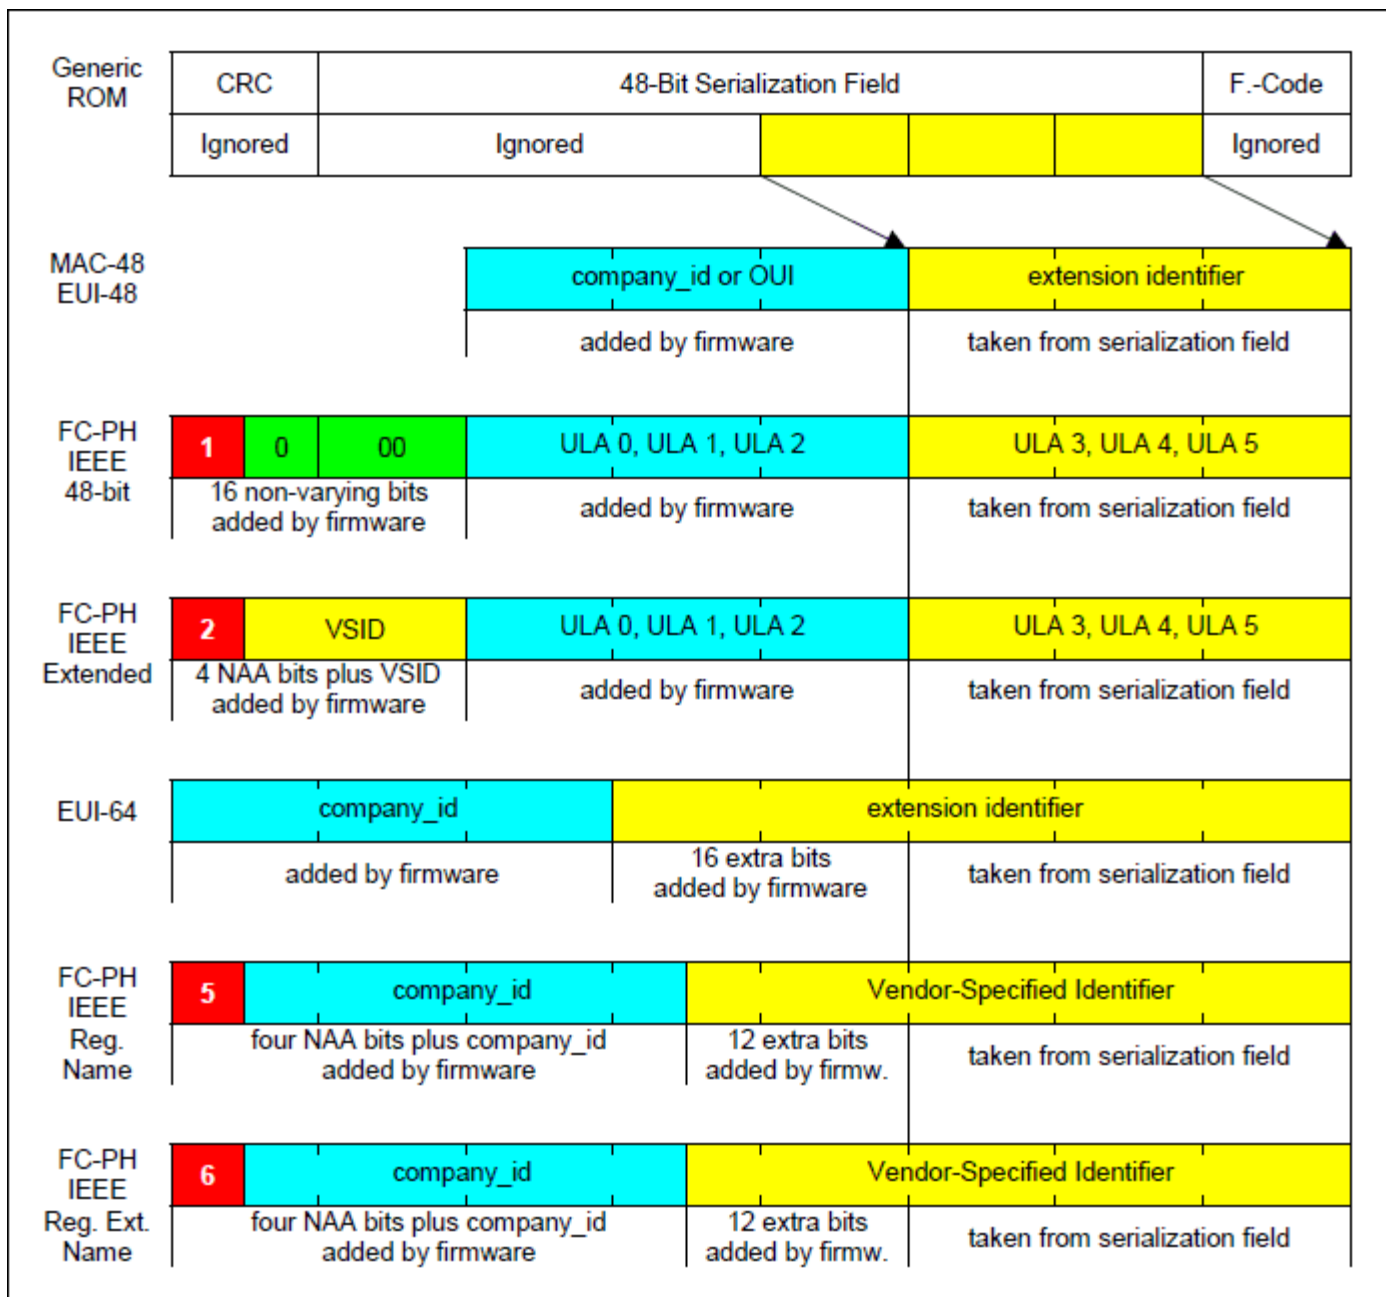 Generic
ROM
CRC
48-Bit Serialization Field
F.-Code
Ignored
Ignored
Ignored
MAC-48
EUI-48
company_id or OUI
extension identifier
added by firmware
taken from serialization field
FC-PH
IEEE
48-bit
1
0
00
ULA 0, ULA 1, ULA 2
ULA 3, ULA 4, ULA 5
16 non-varying bits
added by firmware
added by firmware
taken from serialization field
FC-PH
IEEE
Extended
2
VSID
ULA 0, ULA 1, ULA 2
ULA 3, ULA 4, ULA 5
4 NAA bits plus VSID
added by firmware
added by firmware
taken from serialization field
EUI-64
company_id
extension identifier
added by firmware
16 extra bits
added by firmware
taken from serialization field
FC-PH
IEEE
Reg.
Name
5
company_id
Vendor-Specified Identifier
four NAA bits plus company_id
added by firmware
12 extra bits
added by firmw.
taken from serialization field
FC-PH
IEEE
Reg. Ext.
Name
6
company_id
Vendor-Specified Identifier
four NAA bits plus company_id
added by firmware
12 extra bits
added by firmw.
taken from serialization field